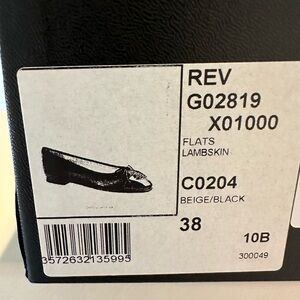 REV
G02819
X01000
FLATS
LAMBSKIN
C0204
BEIGE/BLACK
38
10B
3572632135995
300049